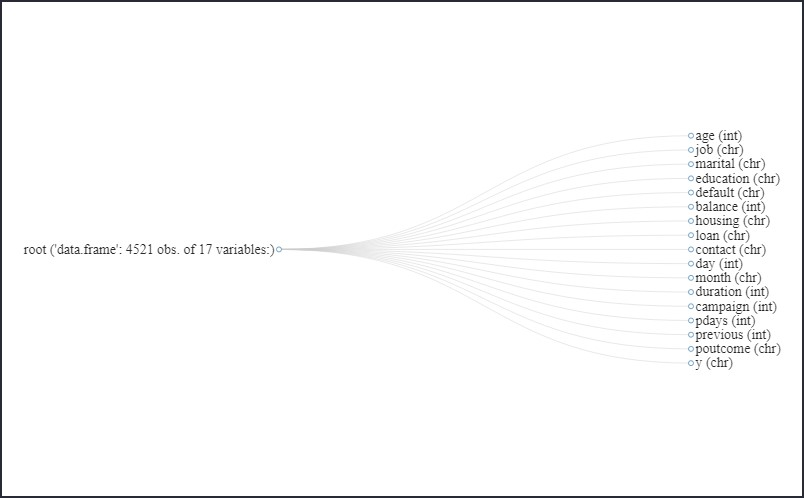 root ('data.frame': 4521 obs. of 17 variables:)
age (int)
job (chr)
marital (chr)
education (chr)
default (chr)
balance (int)
housing (chr)
loan (chr)
contact (chr)
day (int)
month (chr)
duration (int)
campaign (int)
pdays (int)
previous (int)
poutcome (chr)
y (chr)